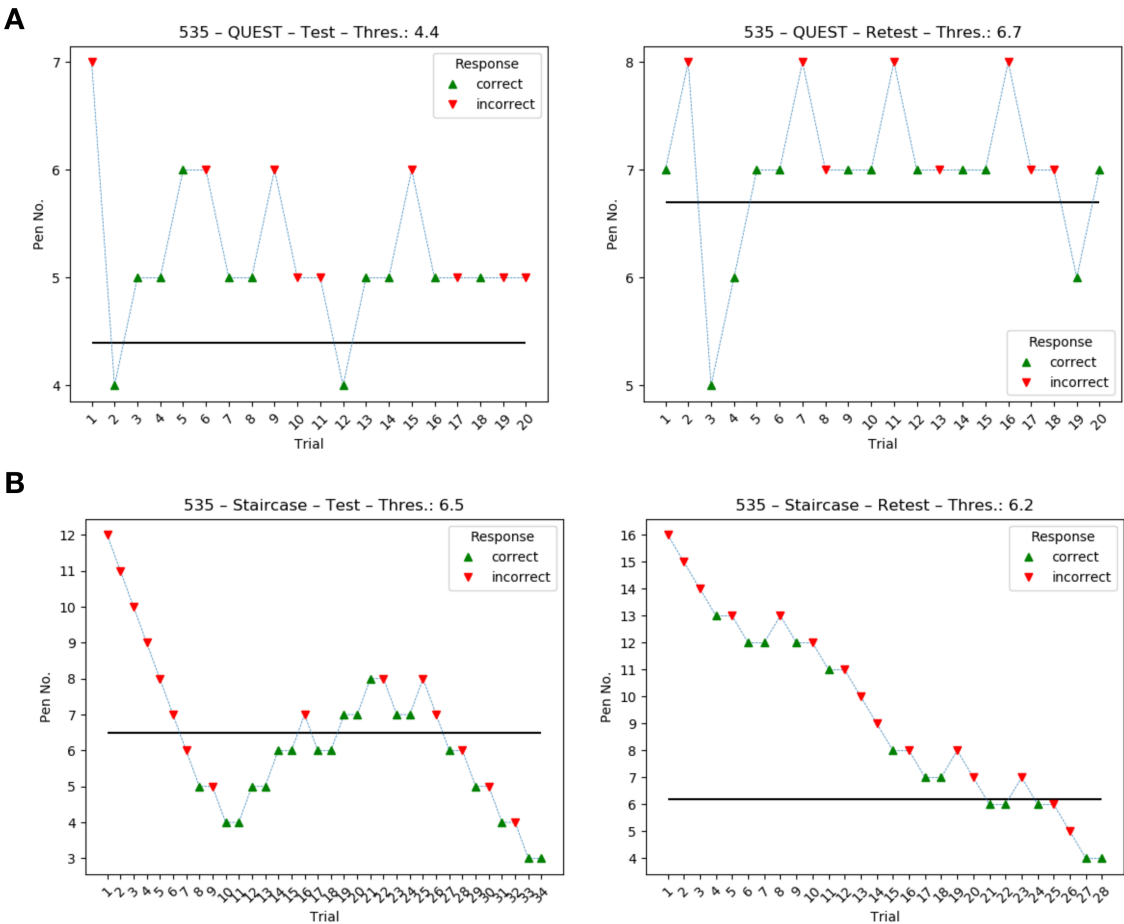 A
535 – QUEST – Test – Thres.: 4.4
Response
correct
incorrect
7
6
5
4
Pen No.
1 2 3 4 5 6 7 8 9 10 11 12 13 14 15 16 17 18 19 20
Trial
535 – QUEST – Retest – Thres.: 6.7
8
7
6
5
Pen No.
Response
correct
incorrect
1 2 3 4 5 6 7 8 9 10 11 12 13 14 15 16 17 18 19 20
Trial
B
535 – Staircase – Test – Thres.: 6.5
Response
correct
incorrect
12
11
10
9
8
7
6
5
4
3
Pen No.
1 2 3 4 5 6 7 8 9 10 11 12 13 14 15 16 17 18 19 20 21 22 23 24 25 26 27 28 29 30 31 32 33 34
Trial
535 – Staircase – Retest – Thres.: 6.2
Response
correct
incorrect
16
15
14
13
12
11
10
9
8
7
6
5
4
Pen No.
1 2 3 4 5 6 7 8 9 10 11 12 13 14 15 16 17 18 19 20 21 22 23 24 25 26 27 28
Trial